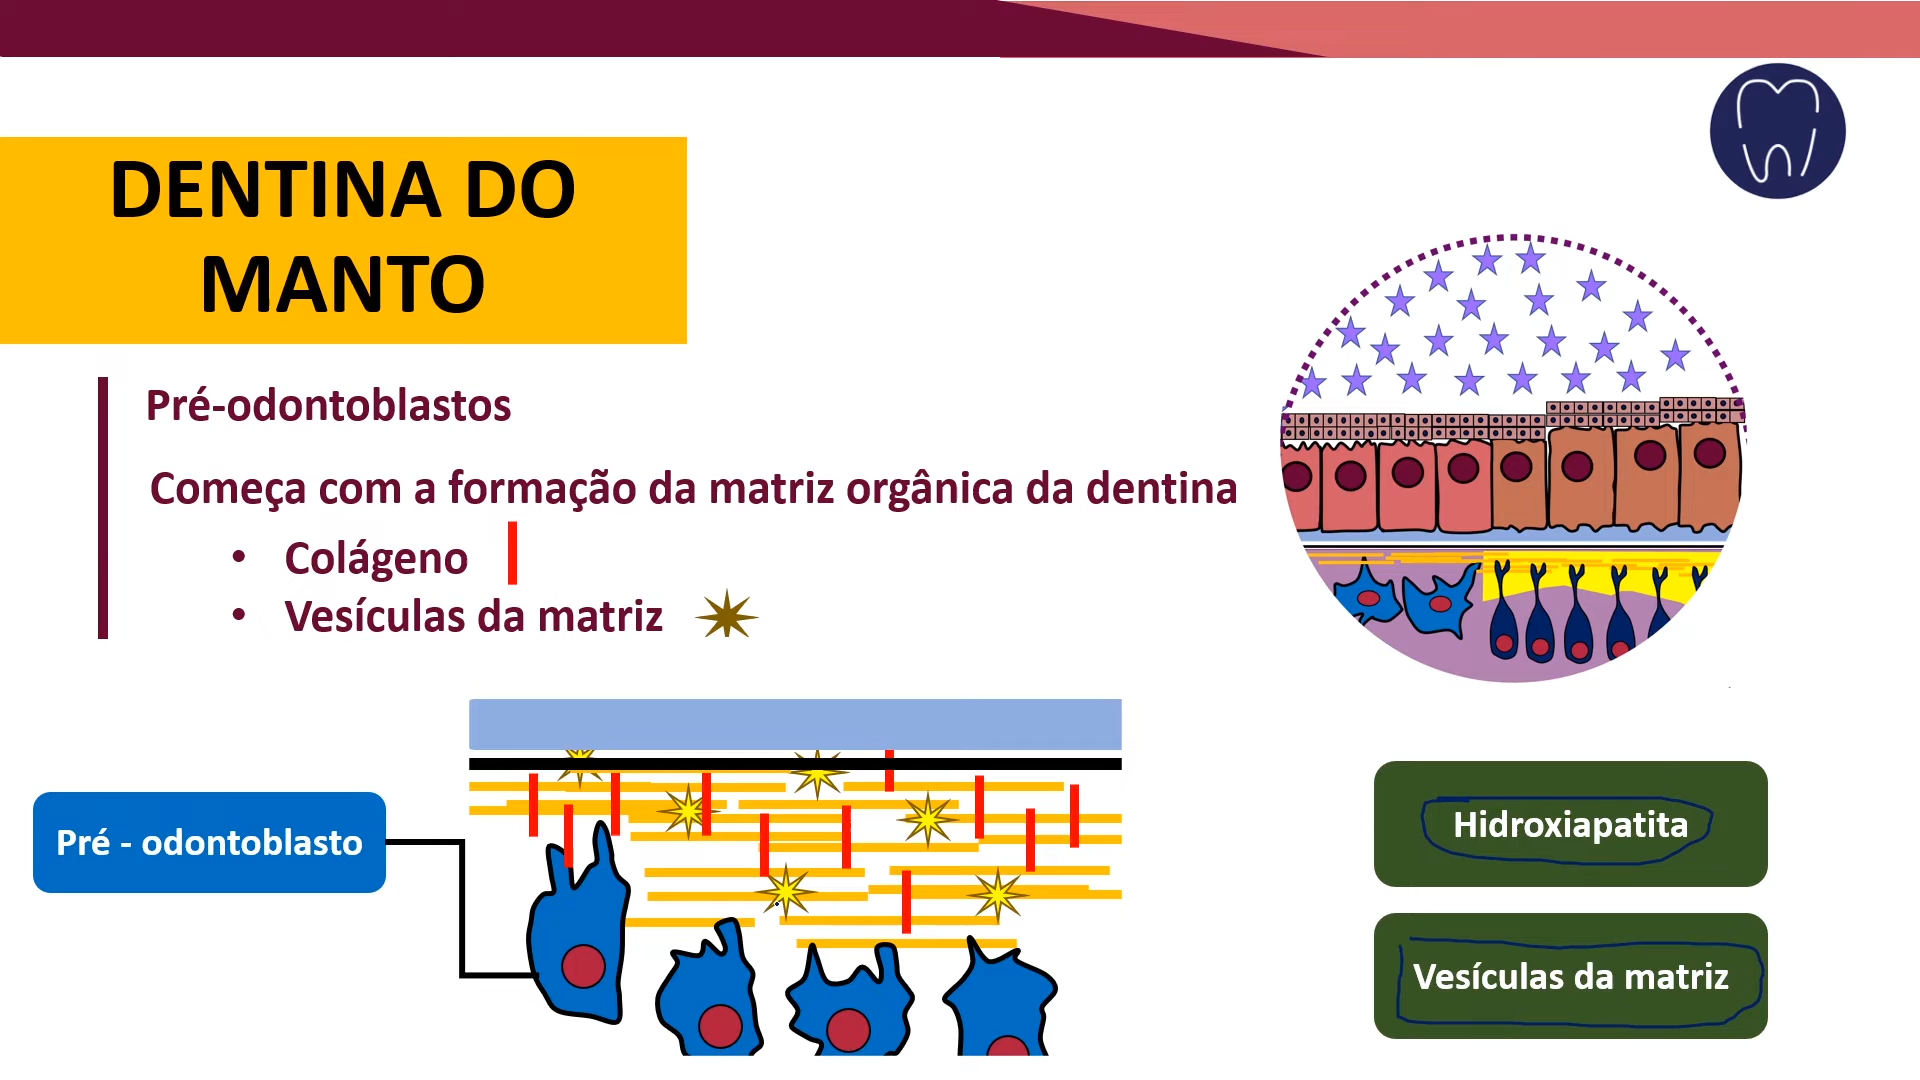 DENTINA DO
MANTO
Pré-odontoblastos
Começa com a formação da matriz orgânica da dentina
• Colágeno
• Vesículas da matriz
Pré - odontoblasto
Hidroxiapatita
Vesículas da matriz